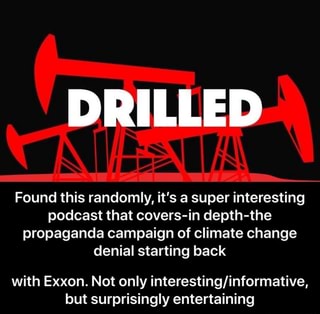 DRILLED
Found this randomly, it's a super interesting
podcast that covers-in depth-the
propaganda campaign of climate change
denial starting back
with Exxon. Not only interesting/informative,
but surprisingly entertaining